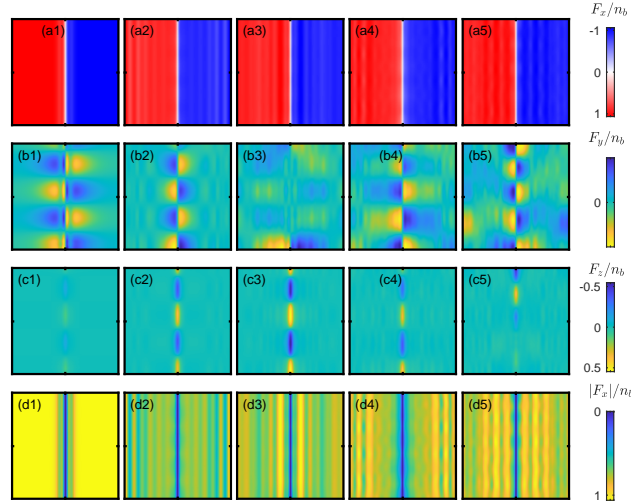 F_x/n_b
(a1) (a2) (a3) (a4) (a5)
-1
0
1
F_y/n_b
(b1) (b2) (b3) (b4) (b5)
0
F_z/n_b
(c1) (c2) (c3) (c4) (c5)
-0.5
0
0.5
|F_x|/n_b
(d1) (d2) (d3) (d4) (d5)
0
1